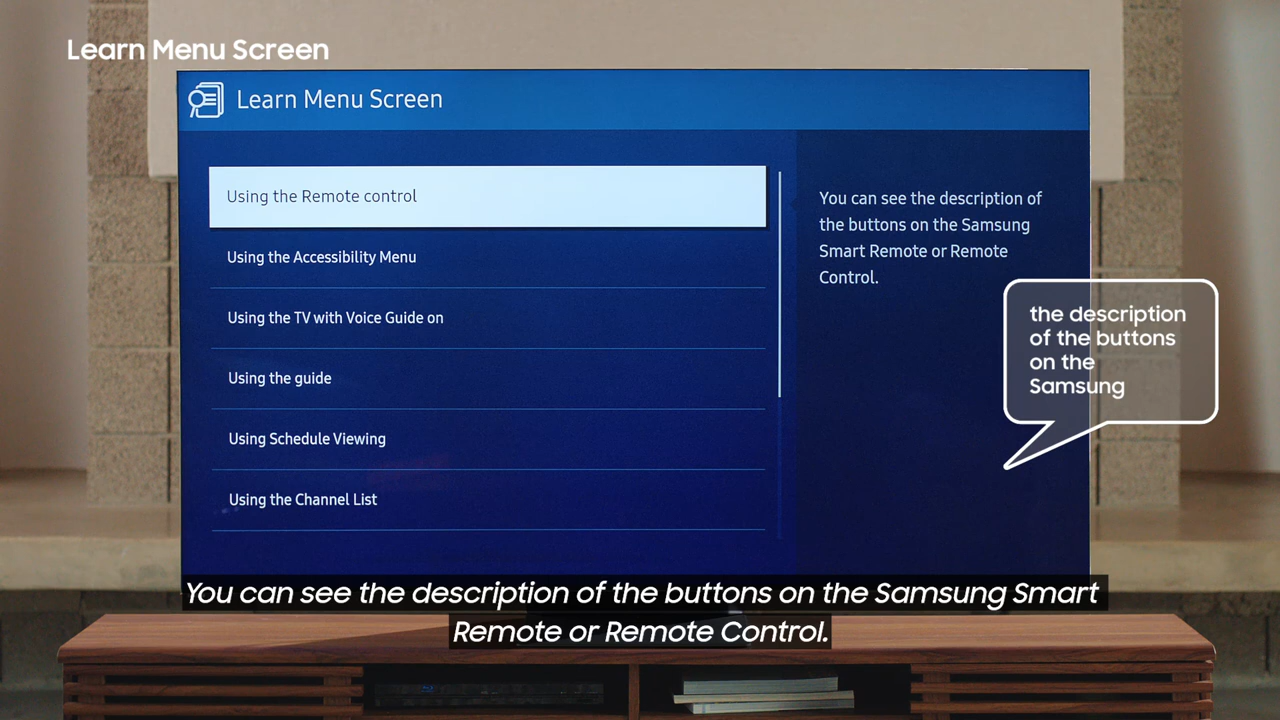 Learn Menu Screen
Learn Menu Screen
Using the Remote control
Using the Accessibility Menu
Using the TV with Voice Guide on
Using the guide
Using Schedule Viewing
Using the Channel List
You can see the description of
the buttons on the Samsung
Smart Remote or Remote
Control.
the description
of the buttons
on the
Samsung
You can see the description of the buttons on the Samsung Smart
Remote or Remote Control.